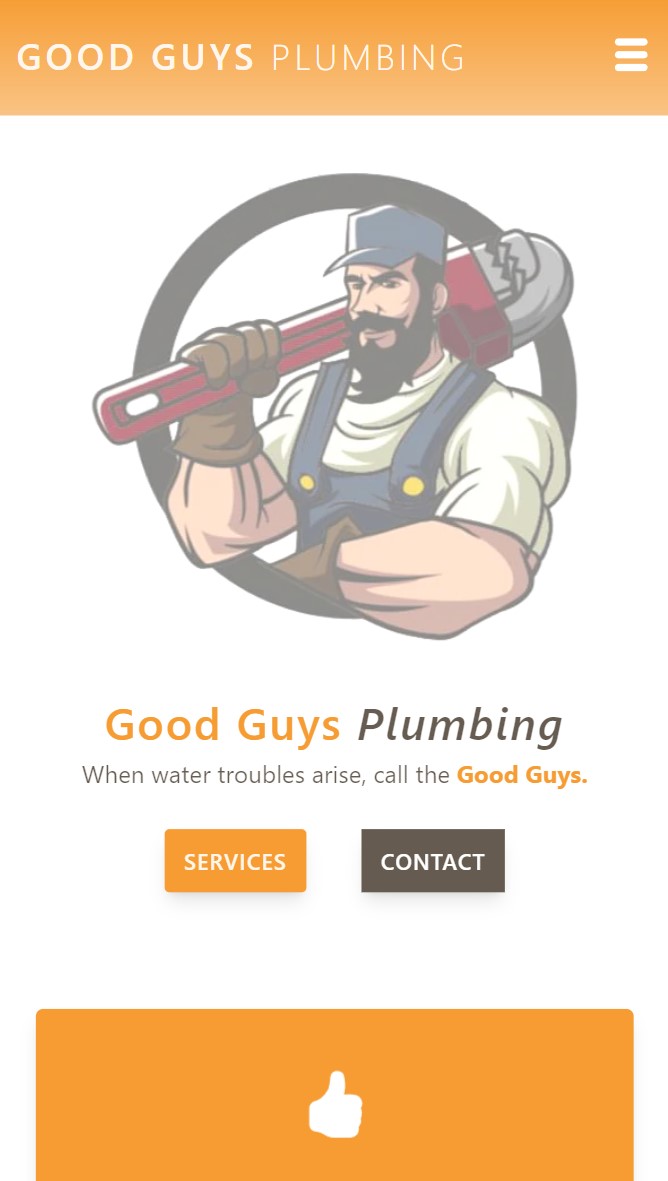 GOOD GUYS PLUMBING
Good Guys Plumbing
When water troubles arise, call the Good Guys.
SERVICES
CONTACT